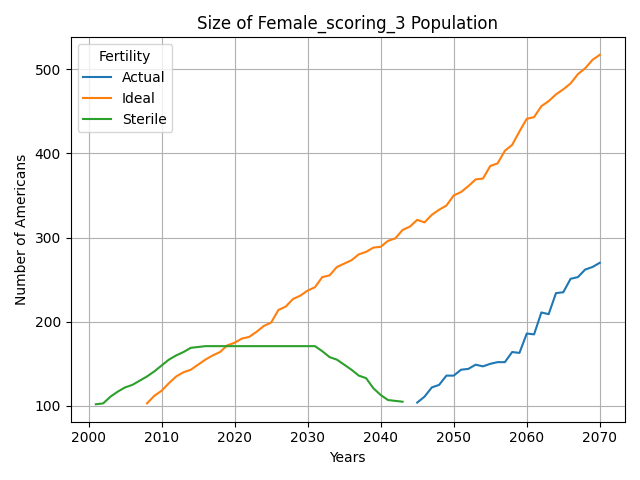 Size of Female_scoring_3 Population
Fertility
Actual
Ideal
Sterile
Number of Americans
500
400
300
200
100
2000 2010 2020 2030 2040 2050 2060 2070
Years